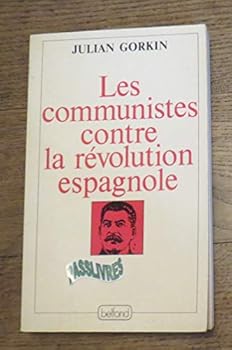 JULIAN GORKIN
Les
communistes
contre
la révolution
espagnole
PASSLIVRES
belfond